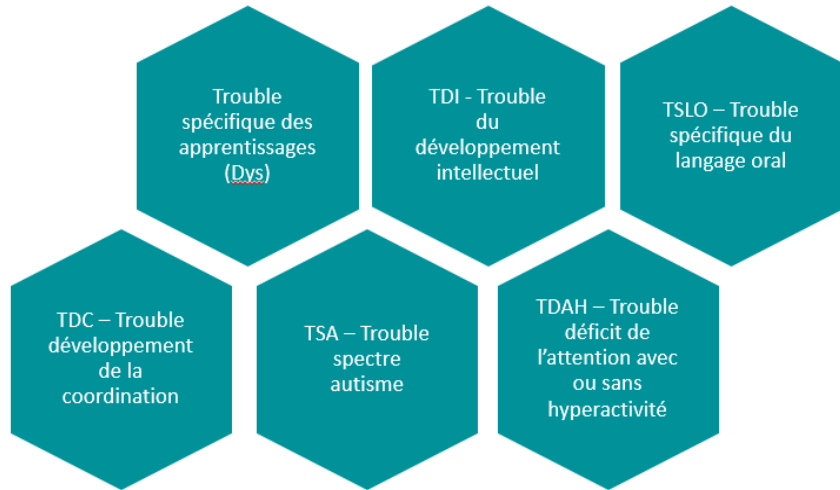 Trouble
spécifique des
apprentissages
(Dys)
TDI - Trouble
du
développement
intellectuel
TSLO – Trouble
spécifique du
langage oral
TDC – Trouble
développement
de la
coordination
TSA – Trouble
spectre
autisme
TDAH – Trouble
déficit de
l’attention avec
ou sans
hyperactivité